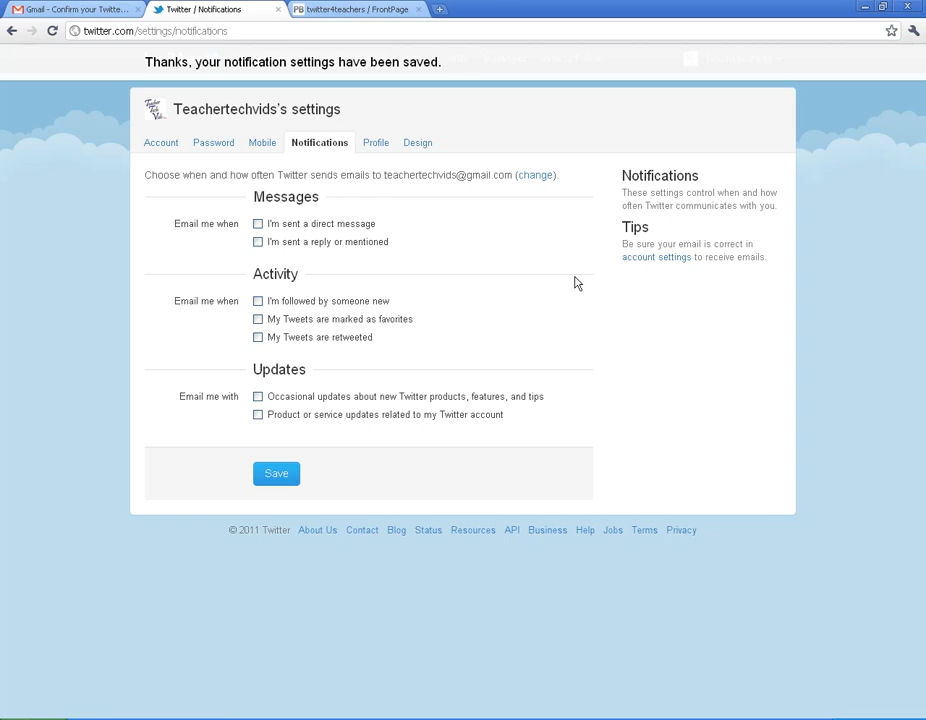 Gmail - Confirm your Twitte...
Twitter / Notifications
PB twitter4teachers / FrontPage
twitter.com/settings/notifications
Thanks, your notification settings have been saved.
Teacher Tech Vids
Teachertechvids's settings
Account Password Mobile Notifications Profile Design
Choose when and how often Twitter sends emails to teachertechvids@gmail.com (change).
Messages
Email me when
I'm sent a direct message
I'm sent a reply or mentioned
Activity
Email me when
I'm followed by someone new
My Tweets are marked as favorites
My Tweets are retweeted
Updates
Email me with
Occasional updates about new Twitter products, features, and tips
Product or service updates related to my Twitter account
Save
Notifications
These settings control when and how
often Twitter communicates with you.
Tips
Be sure your email is correct in
account settings to receive emails.
© 2011 Twitter About Us Contact Blog Status Resources API Business Help Jobs Terms Privacy